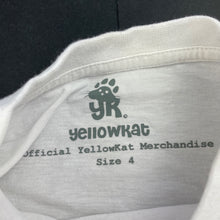 YK®
yellowkat
Official YellowKat Merchandise
Size 4